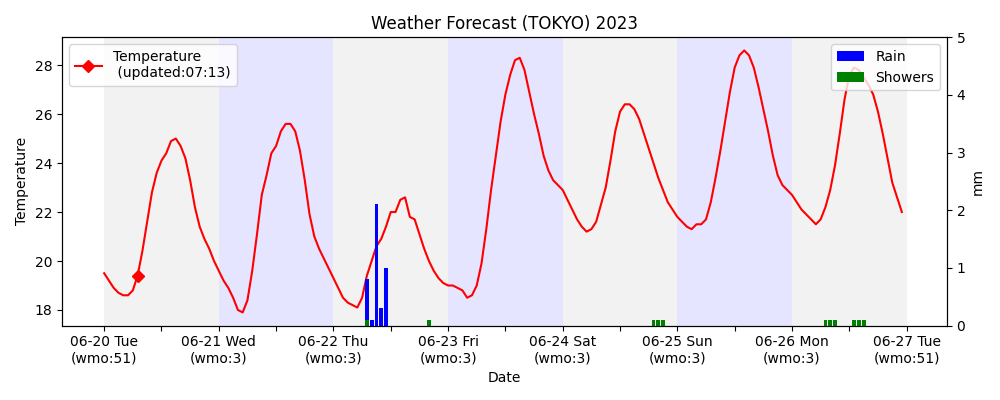 Weather Forecast (TOKYO) 2023
Temperature
(updated:07:13)
Rain
Showers
Temperature
28
26
24
22
20
18
5
4
3
2
1
0
mm
06-20 Tue
(wmo:51)
06-21 Wed
(wmo:3)
06-22 Thu
(wmo:3)
06-23 Fri
(wmo:3)
06-24 Sat
(wmo:3)
06-25 Sun
(wmo:3)
06-26 Mon
(wmo:3)
06-27 Tue
(wmo:51)
Date